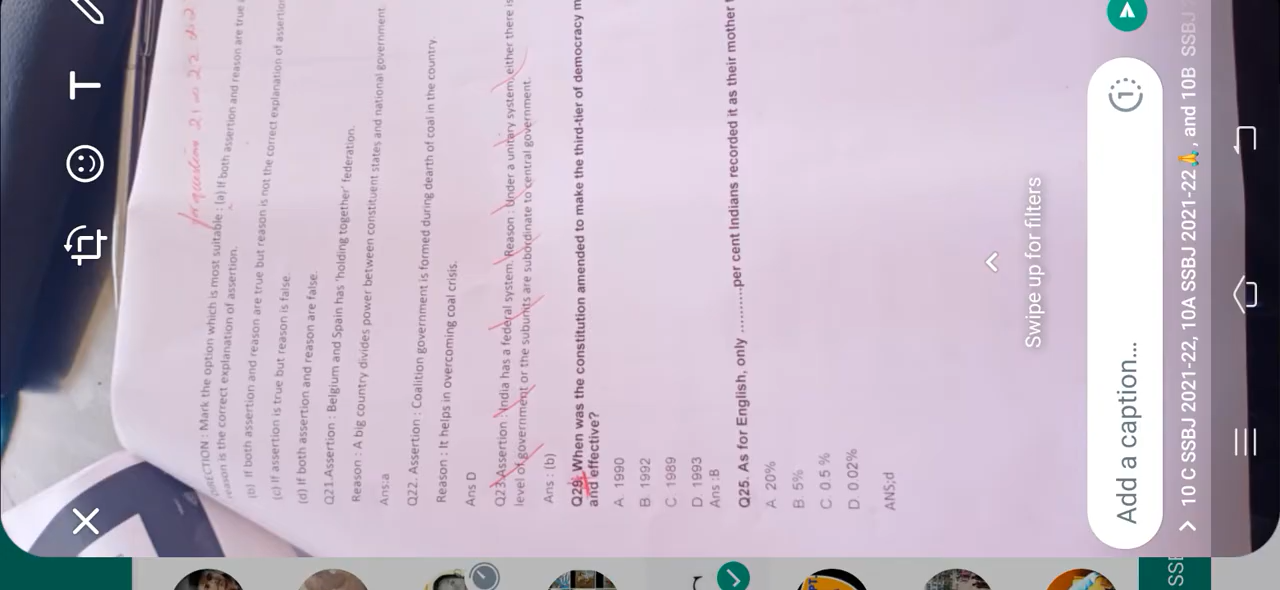 for question 21 to 22
DIRECTION : Mark the option which is most suitable : (a) If both assertion and reason are true
reason is the correct explanation of assertion.
(b) If both assertion and reason are true but reason is not the correct explanation of assertio
(c) If assertion is true but reason is false.
(d) If both assertion and reason are false.
Q21.Assertion : Belgium and Spain has 'holding together' federation.
Reason : A big country divides power between constituent states and national government
Ans:a
Q22. Assertion : Coalition government is formed during dearth of coal in the country.
Reason : It helps in overcoming coal crisis.
Ans D
Q23.Assertion : India has a federal system. Reason : Under a unitary system, either there is
level of government or the subunits are subordinate to central government.
Ans : (b)
When was the constitution amended to make the third-tier of democracy m
and effective?
A 1990
B 1992
C 1989
D 1993
Ans :B
Q25. As for English, only ..........per cent Indians recorded it as their mother
A 20%
B .5%
C 0.5 %
D 0.02%
ANS;d
T
Swipe up for filters
Add a caption...
1
10 C SSBJ 2021-22, 10A SSBJ 2021-22🙏, and 10B SSBJ 2